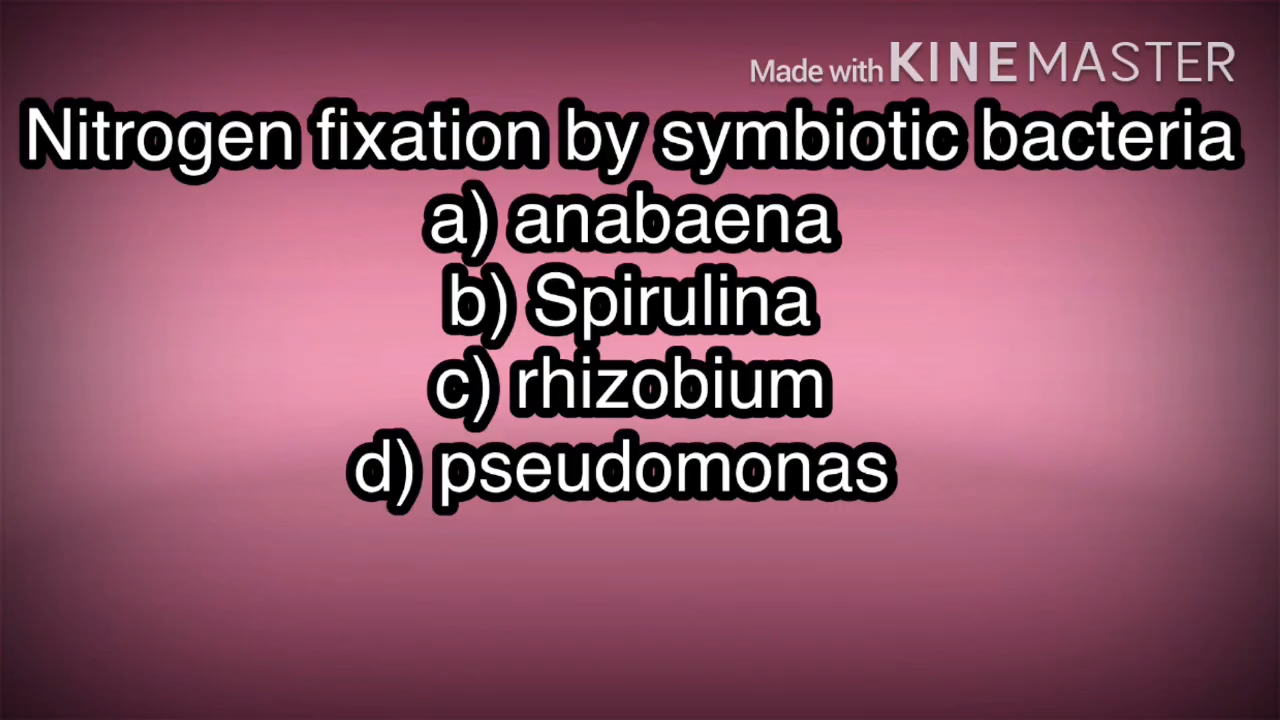 Made with KINEMASTER
Nitrogen fixation by symbiotic bacteria
a) anabaena
b) Spirulina
c) rhizobium
d) pseudomonas